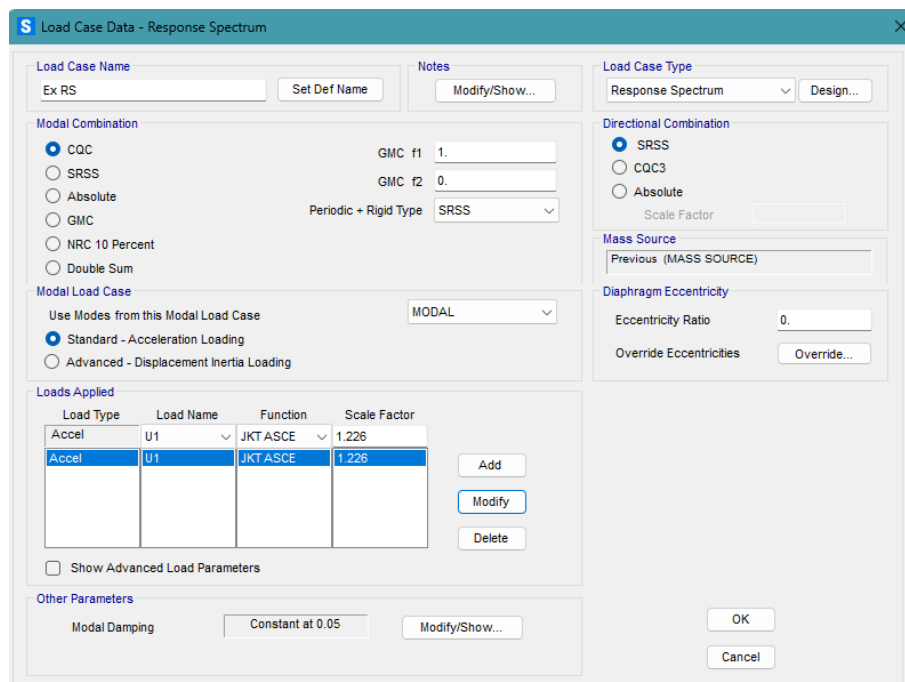 S Load Case Data - Response Spectrum
Load Case Name
Ex RS
Set Def Name
Notes
Modify/Show...
Load Case Type
Response Spectrum
Design...
Modal Combination
CQC
SRSS
Absolute
GMC
NRC 10 Percent
Double Sum
GMC f1 1.
GMC f2 0.
Periodic + Rigid Type SRSS
Directional Combination
SRSS
CQC3
Absolute
Scale Factor
Mass Source
Previous (MASS SOURCE)
Modal Load Case
Use Modes from this Modal Load Case MODAL
Standard - Acceleration Loading
Advanced - Displacement Inertia Loading
Diaphragm Eccentricity
Eccentricity Ratio 0.
Override Eccentricities Override...
Loads Applied
Load Type Load Name Function Scale Factor
Accel U1 JKT ASCE 1.226
Accel U1 JKT ASCE 1.226
Add
Modify
Delete
Show Advanced Load Parameters
Other Parameters
Modal Damping Constant at 0.05 Modify/Show...
OK
Cancel